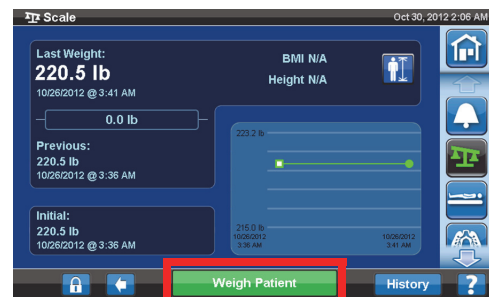 Scale
Oct 30, 2012 2:06 AM
Last Weight:
220.5 lb
10/26/2012 @ 3:41 AM
BMI N/A
Height N/A
0.0 lb
Previous:
220.5 lb
10/26/2012 @ 3:36 AM
Initial:
220.5 lb
10/26/2012 @ 3:36 AM
223.2 lb
215.0 lb
10/26/2012
3:36 AM
10/26/2012
3:41 AM
Weigh Patient
History
?